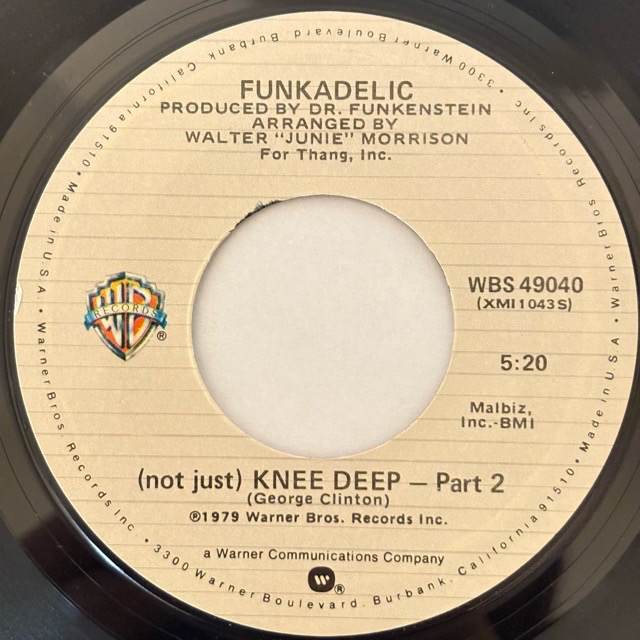 FUNKADELIC
PRODUCED BY DR. FUNKENSTEIN
ARRANGED BY
WALTER "JUNIE" MORRISON
For Thang, Inc.
WB
RECORDS
®
WBS 49040
(XMI1043S)
5:20
Malbiz,
Inc.-BMI
(not just) KNEE DEEP — Part 2
(George Clinton)
℗1979 Warner Bros. Records Inc.
a Warner Communications Company
W®
Warner Bros. Records Inc • 3300 Warner Boulevard. Burbank. California 91510 • Made in U.S.A. •
Warner Bros. Records Inc • 3300 Warner Boulevard. Burbank. California 91510 • Made in U.S.A. •